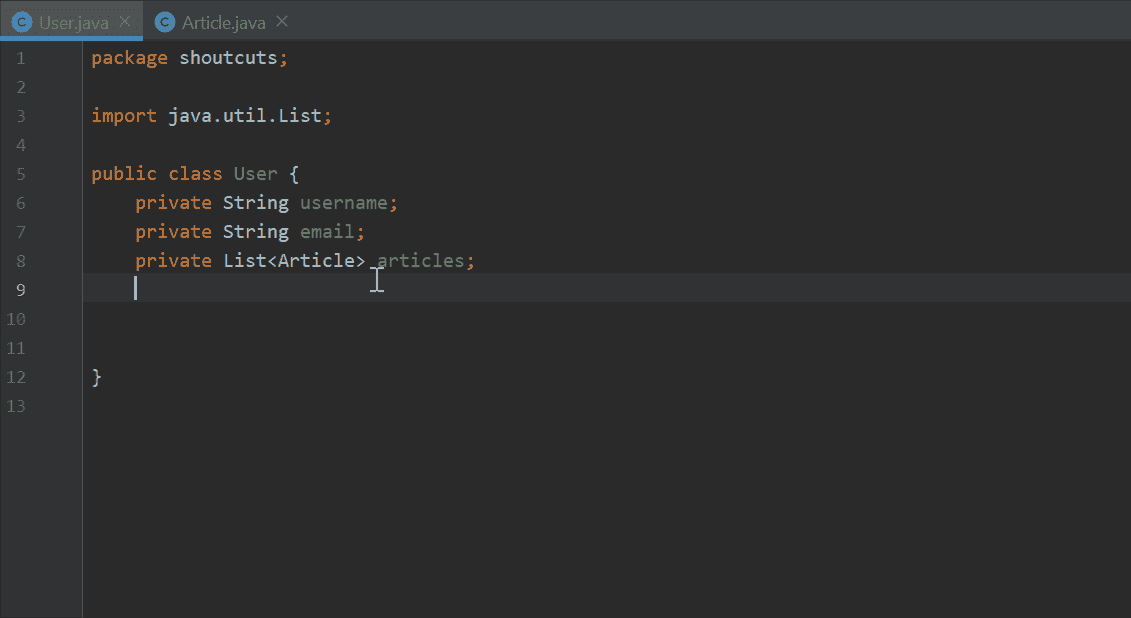 C User.java × C Article.java ×
1 package shoutcuts;
2
3 import java.util.List;
4
5 public class User {
6     private String username;
7     private String email;
8     private List<Article> articles;
9
10
11
12 }
13